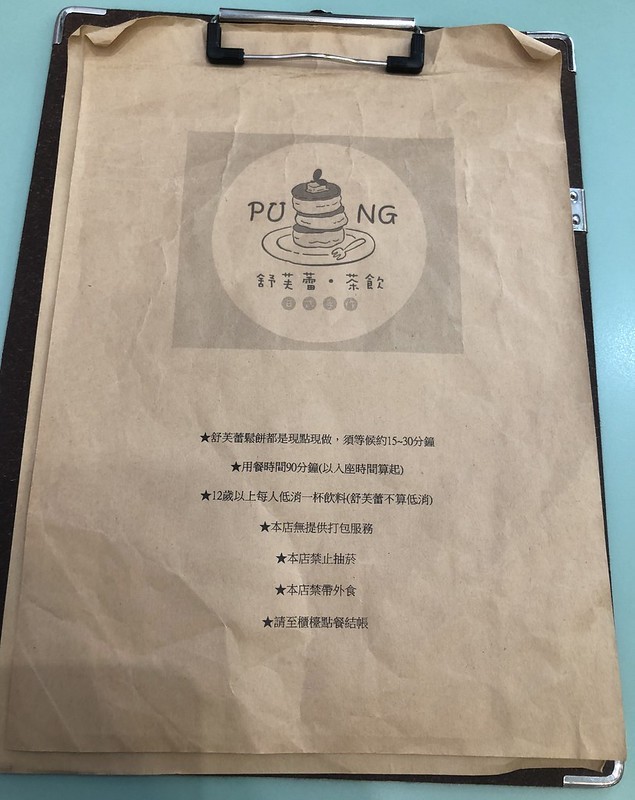 PU NG
舒芙蕾・茶飲
★舒芙蕾鬆餅都是現點現做，須等候約15~30分鐘
★用餐時間90分鐘(以入座時間算起)
★12歲以上每人低消一杯飲料(舒芙蕾不算低消)
★本店無提供打包服務
★本店禁止抽菸
★本店禁帶外食
★請至櫃檯點餐結帳